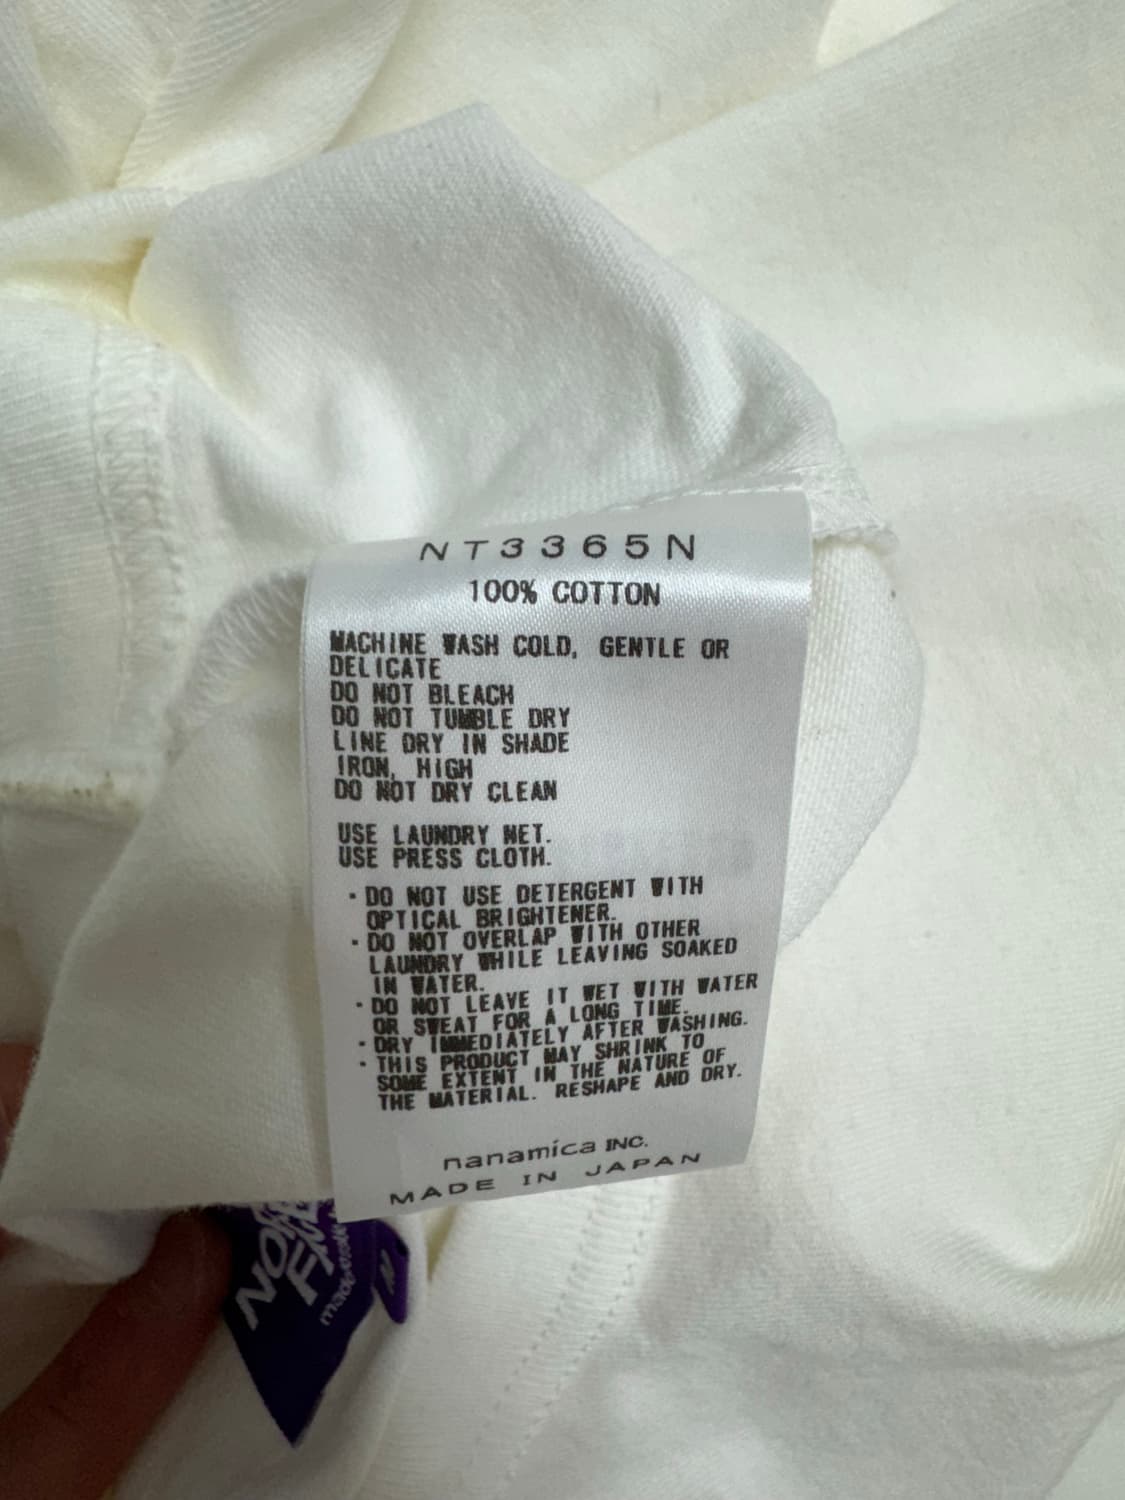 NT3365N
100% COTTON
MACHINE WASH COLD, GENTLE OR
DELICATE
DO NOT BLEACH
DO NOT TUMBLE DRY
LINE DRY IN SHADE
IRON, HIGH
DO NOT DRY CLEAN
USE LAUNDRY NET.
USE PRESS CLOTH.
・DO NOT USE DETERGENT WITH
OPTICAL BRIGHTENER.
・DO NOT OVERLAP WITH OTHER
LAUNDRY WHILE LEAVING SOAKED
IN WATER.
・DO NOT LEAVE IT WET WITH WATER
OR SWEAT FOR A LONG TIME.
・DRY IMMEDIATELY AFTER WASHING.
・THIS PRODUCT MAY SHRINK TO
SOME EXTENT IN THE NATURE OF
THE MATERIAL. RESHAPE AND DRY.
nanamica INC.
MADE IN JAPAN